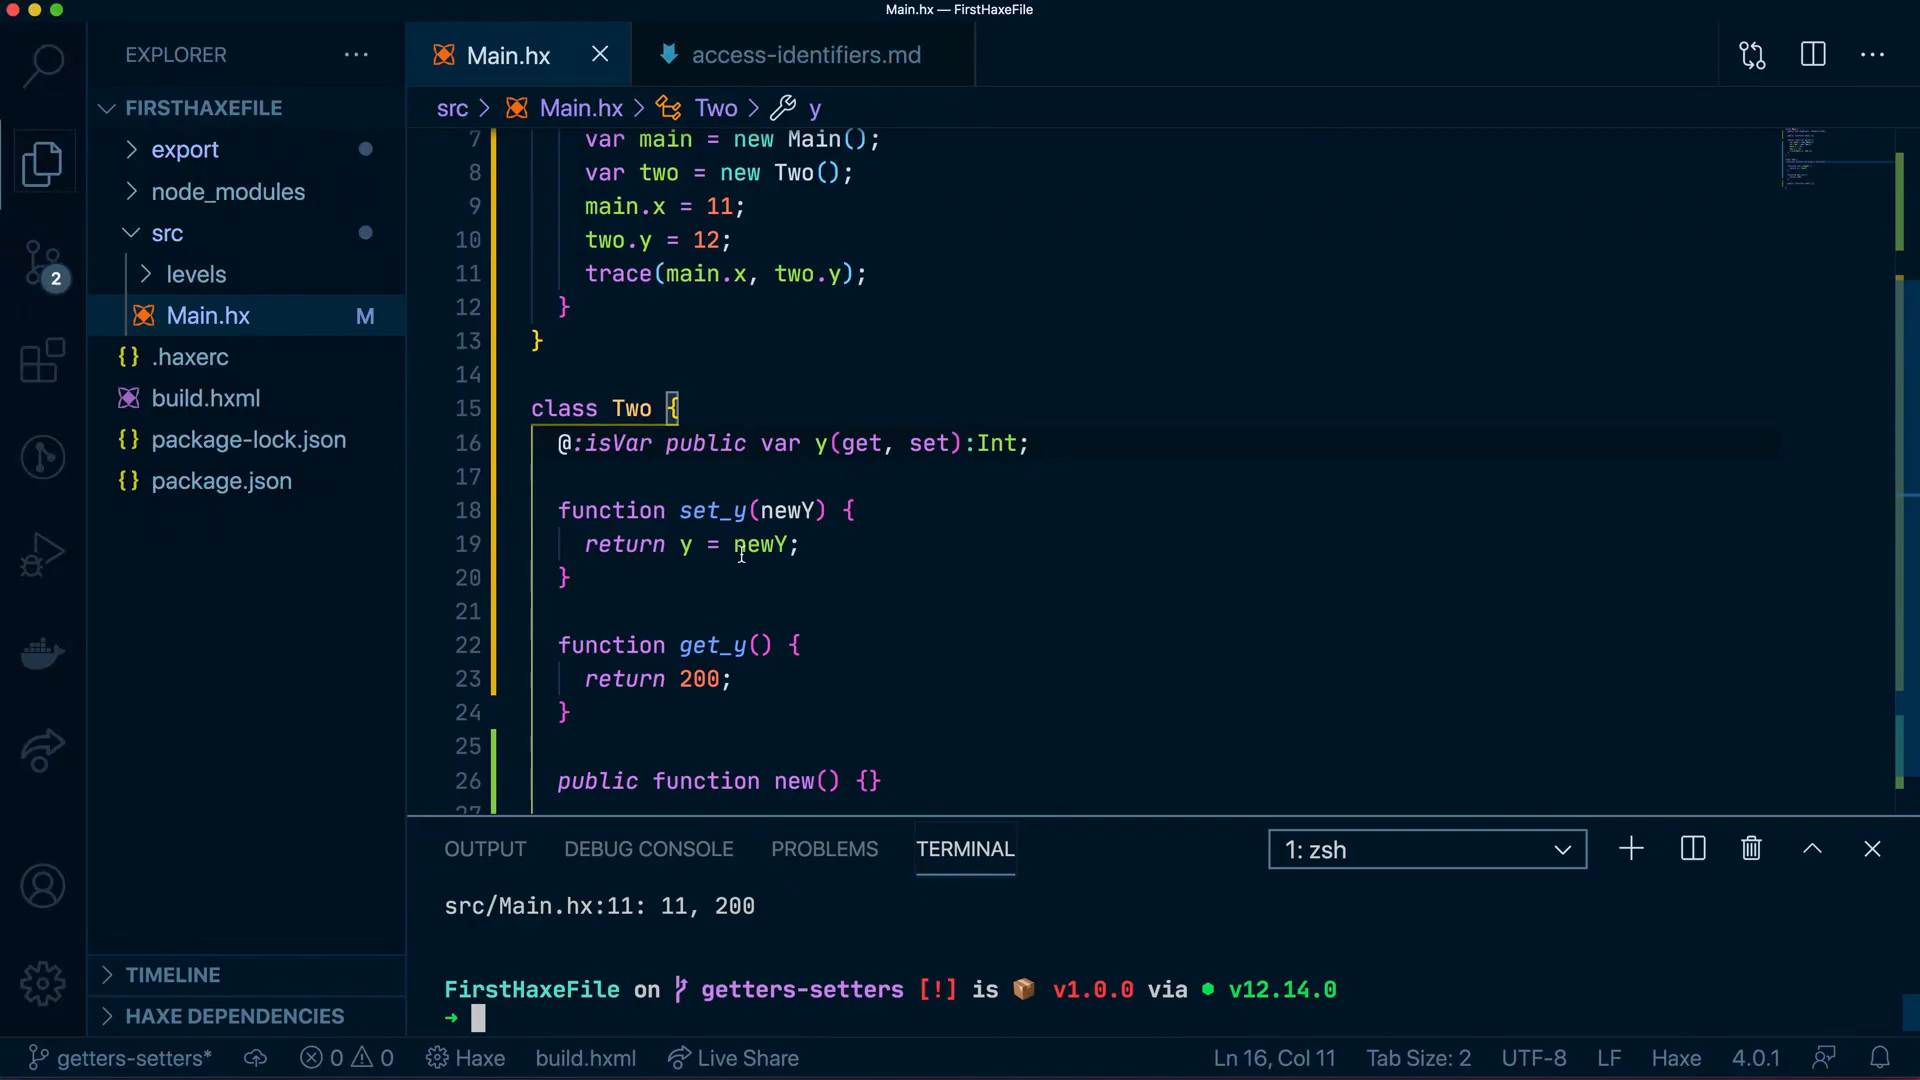 Main.hx — FirstHaxeFile
EXPLORER
FIRSTHAXEFILE
export
node_modules
src
levels
Main.hx M
.haxerc
build.hxml
package-lock.json
package.json
TIMELINE
HAXE DEPENDENCIES
2
Main.hx
access-identifiers.md
src > Main.hx > Two > y
7 var main = new Main();
8 var two = new Two();
9 main.x = 11;
10 two.y = 12;
11 trace(main.x, two.y);
12 }
13 }
14
15 class Two {
16 @:isVar public var y(get, set):Int;
17
18 function set_y(newY) {
19 return y = newY;
20 }
21
22 function get_y() {
23 return 200;
24 }
25
26 public function new() {}
27
OUTPUT DEBUG CONSOLE PROBLEMS TERMINAL 1: zsh
src/Main.hx:11: 11, 200
FirstHaxeFile on getters-setters [!] is 📦 v1.0.0 via v12.14.0
➜
getters-setters* 0 0 Haxe build.hxml Live Share Ln 16, Col 11 Tab Size: 2 UTF-8 LF Haxe 4.0.1